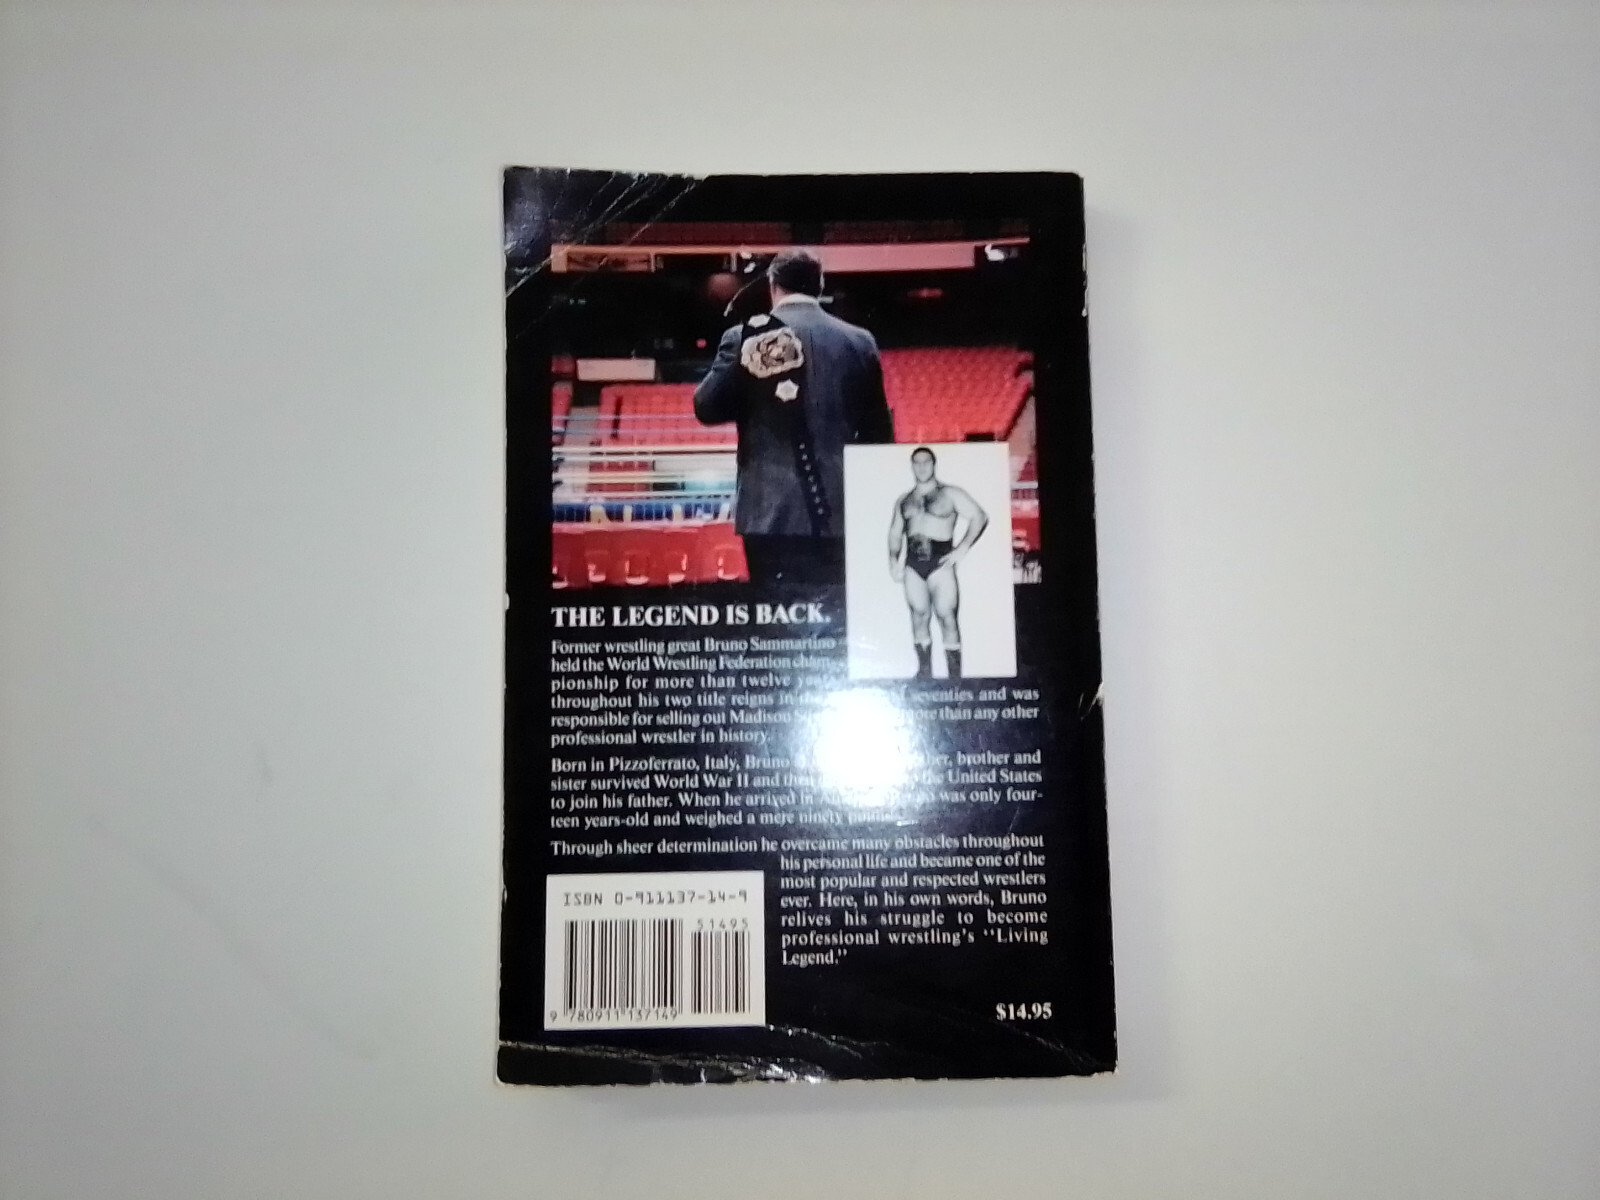 THE LEGEND IS BACK.
Former wrestling great Bruno Sammartino
held the World Wrestling Federation cham-
pionship for more than twelve
throughout his two title reigns in the seventies and was
responsible for selling out Madison more than any other
professional wrestler in history.
Born in Pizzoferrato, Italy, Bruno brother and
sister survived World War II and then the United States
to join his father. When he arrived in was only four-
teen years-old and weighed a mere ninety
Through sheer determination he overcame many obstacles throughout
his personal life and became one of the
most popular and respected wrestlers
ever. Here, in his own words, Bruno
relives his struggle to become
professional wrestling's "Living
Legend."
ISBN 0-911137-14-9
51495
9 780911 137149
$14.95